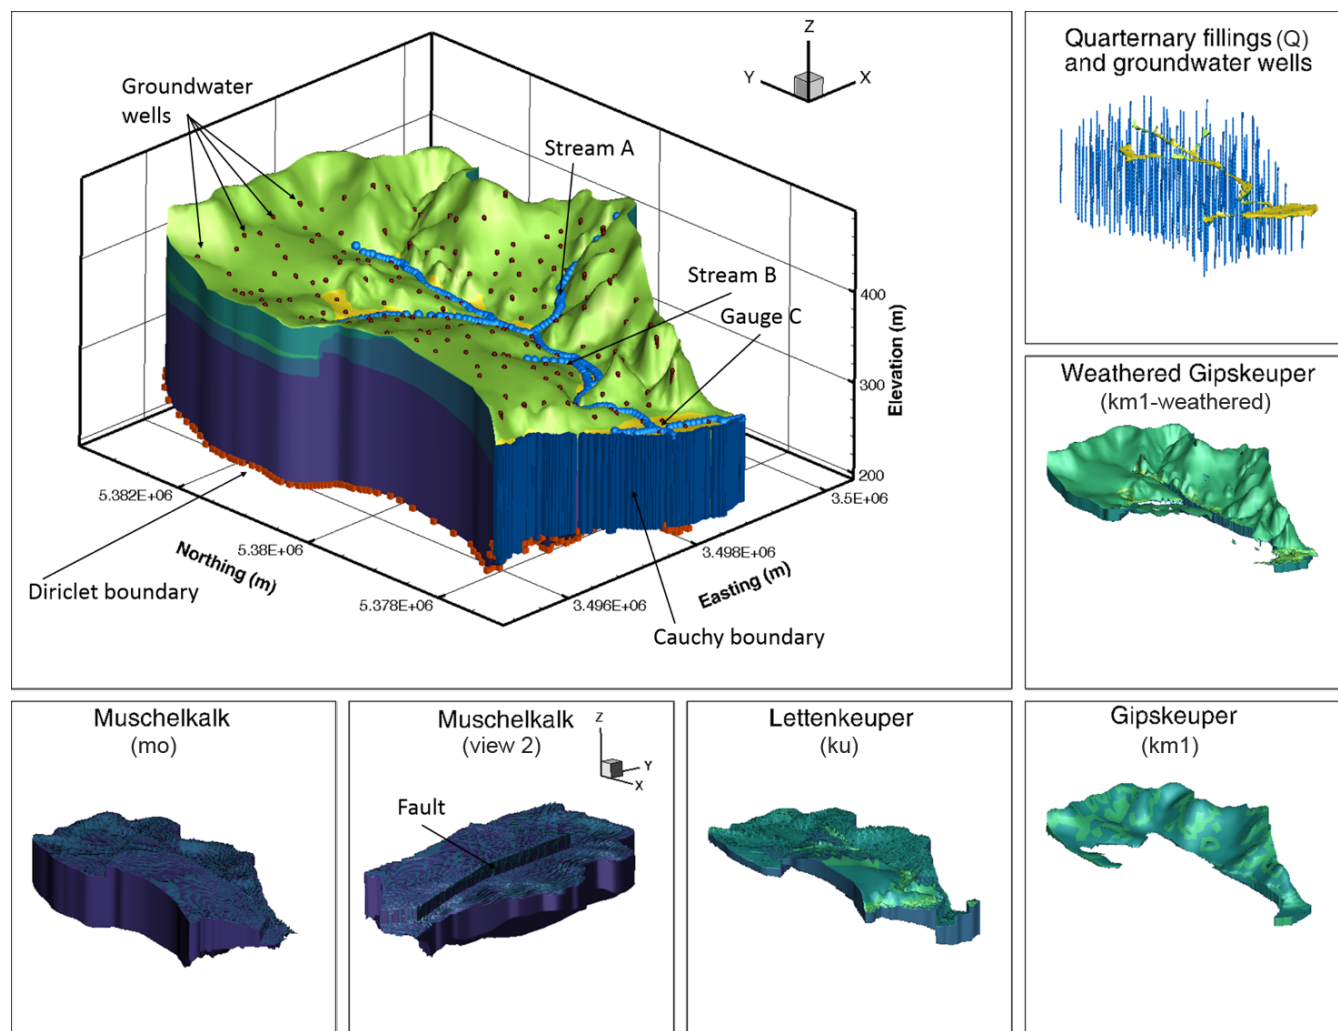 Groundwater
wells
Stream A
Stream B
Gauge C
Z
Y
X
400
300
200
Elevation (m)
5.382E+06
5.38E+06
5.378E+06
Northing (m)
3.5E+06
3.498E+06
3.496E+06
Easting (m)
Diriclet boundary
Cauchy boundary
Quarternary fillings (Q)
and groundwater wells
Weathered Gipskeuper
(km1-weathered)
Muschelkalk
(mo)
Muschelkalk
(view 2)
Z
Y
X
Fault
Lettenkeuper
(ku)
Gipskeuper
(km1)